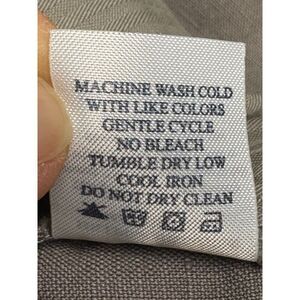 MACHINE WASH COLD
WITH LIKE COLORS
GENTLE CYCLE
NO BLEACH
TUMBLE DRY LOW
COOL IRON
DO NOT DRY CLEAN